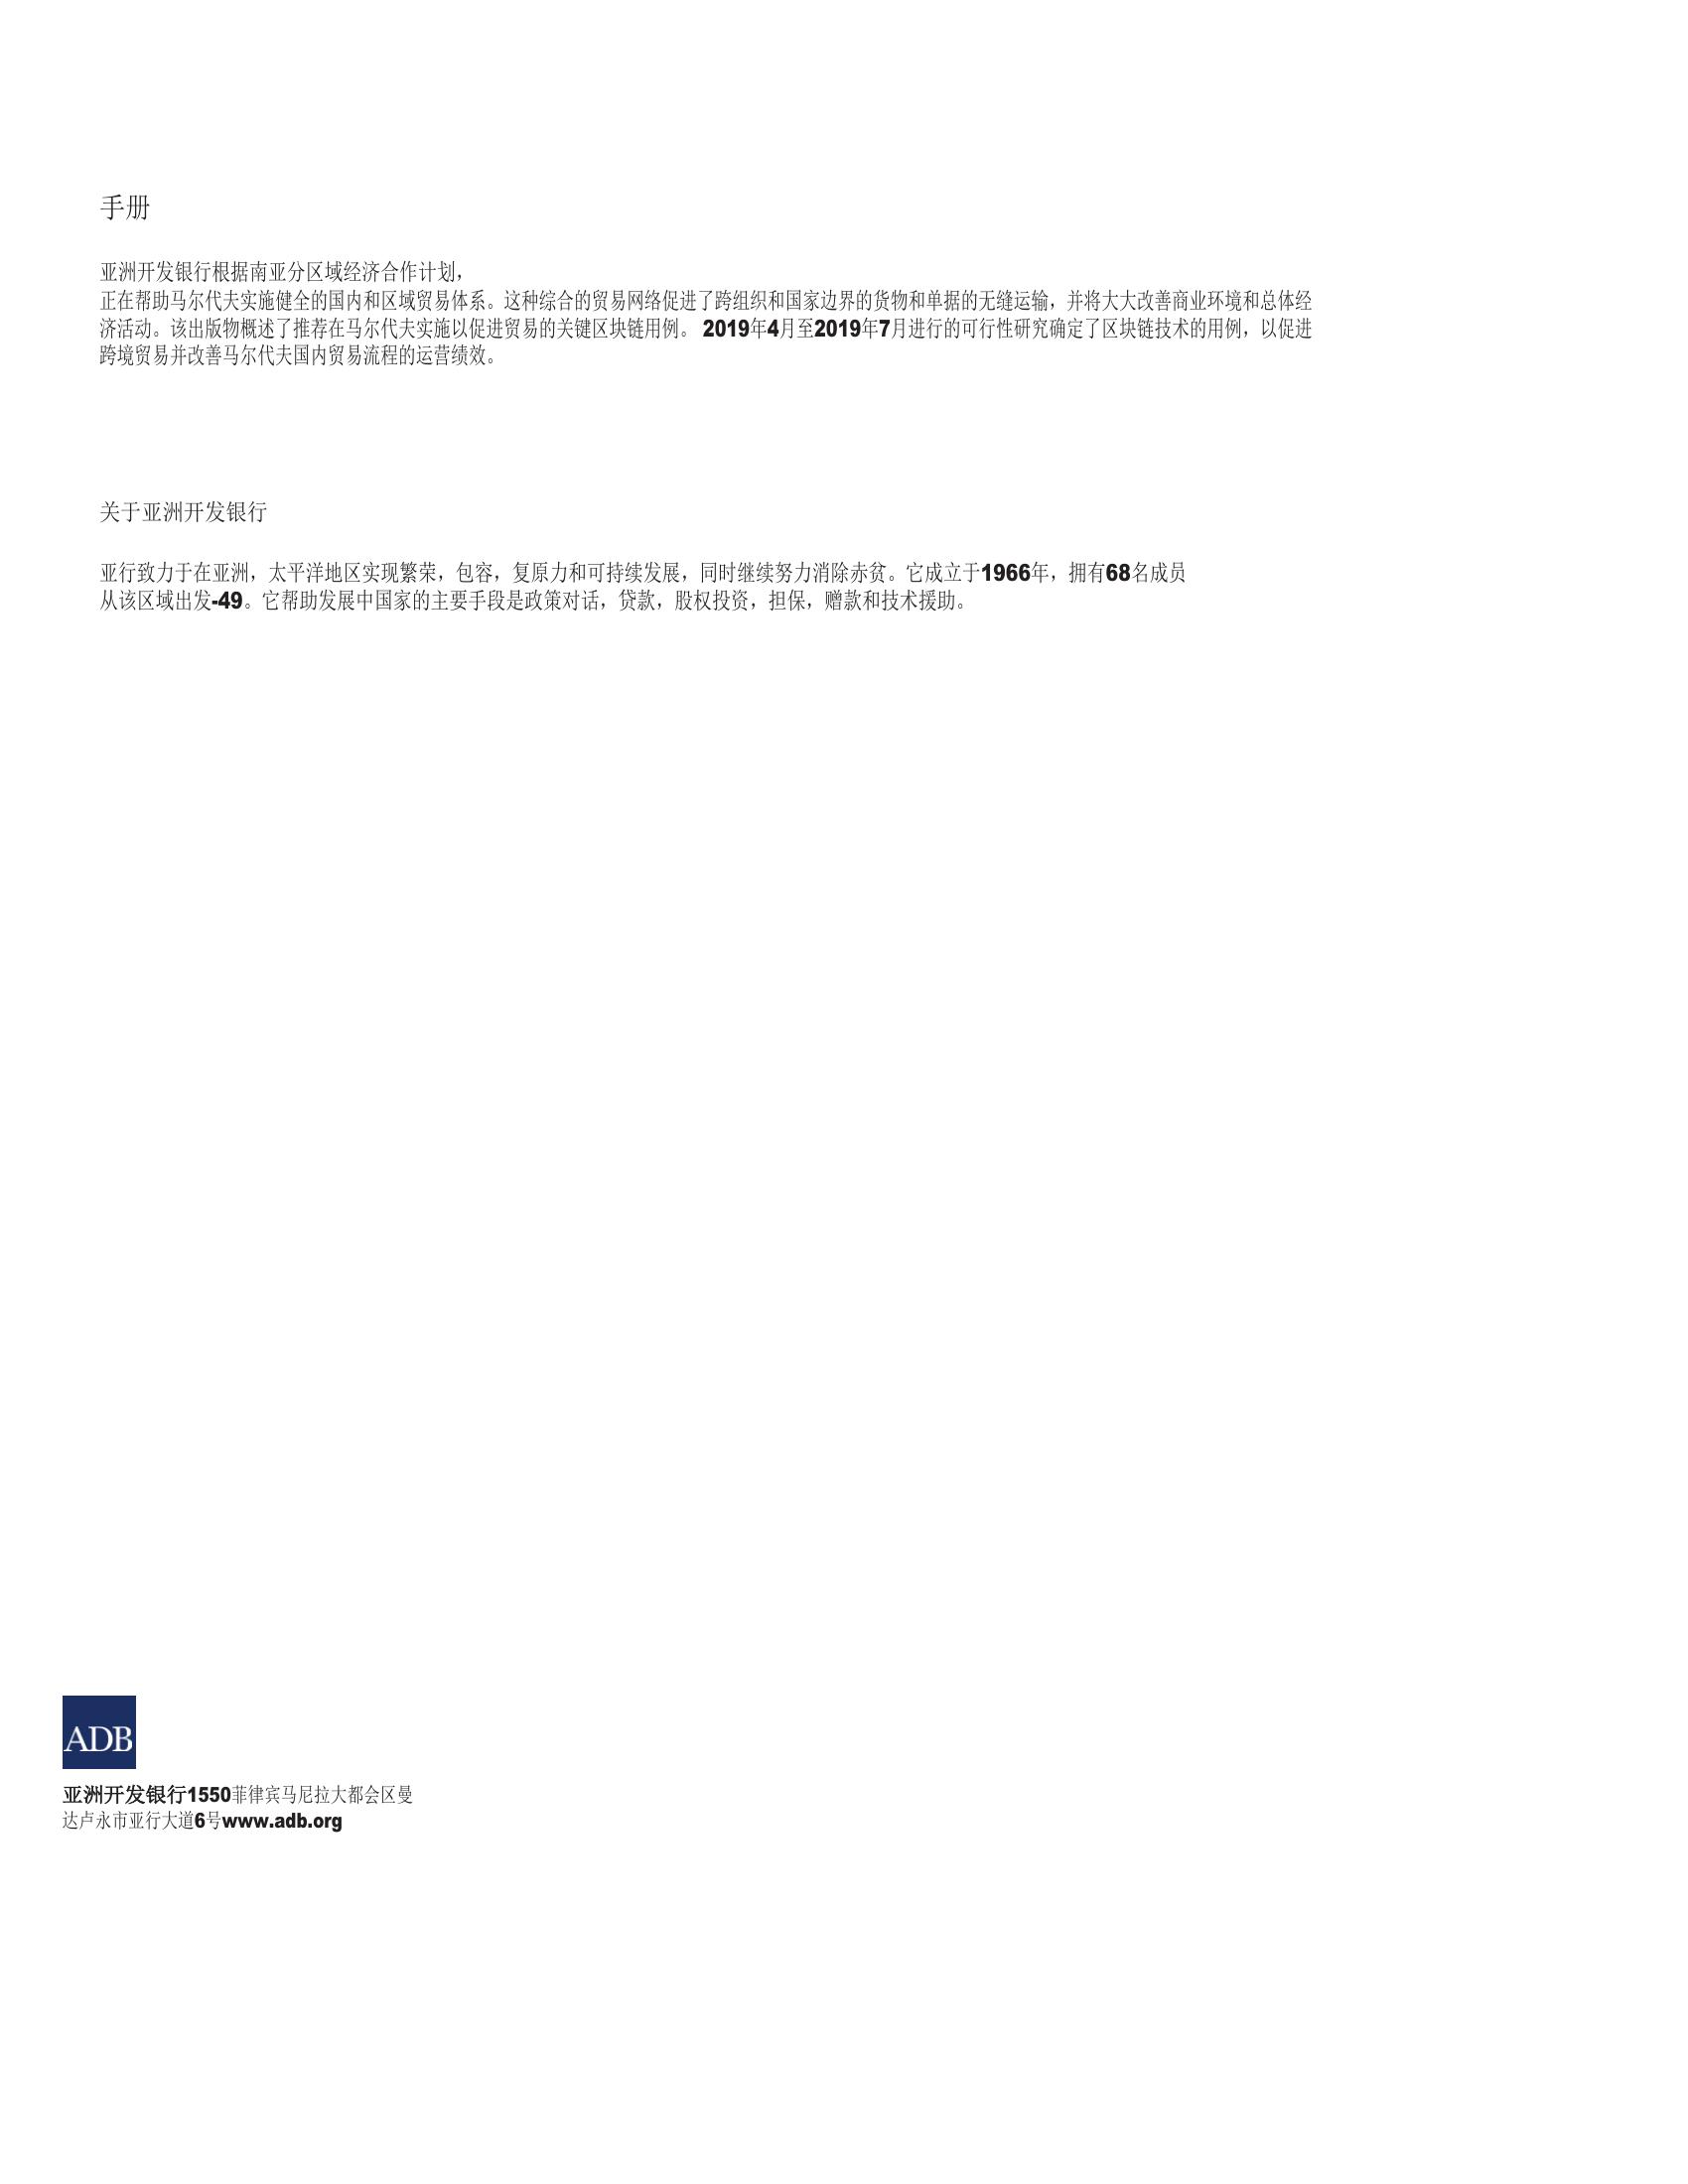 手册
亚洲开发银行根据南亚分区域经济合作计划，
正在帮助马尔代夫实施健全的国内和区域贸易体系。这种综合的贸易网络促进了跨组织和国家边界的货物和单据的无缝运输，并将大大改善商业环境和总体经
济活动。该出版物概述了推荐在马尔代夫实施以促进贸易的关键区块链用例。 2019年4月至2019年7月进行的可行性研究确定了区块链技术的用例，以促进
跨境贸易并改善马尔代夫国内贸易流程的运营绩效。
关于亚洲开发银行
亚行致力于在亚洲，太平洋地区实现繁荣，包容，复原力和可持续发展，同时继续努力消除赤贫。它成立于1966年，拥有68名成员
从该区域出发-49。它帮助发展中国家的主要手段是政策对话，贷款，股权投资，担保，赠款和技术援助。
ADB
亚洲开发银行1550菲律宾马尼拉大都会区曼
达卢永市亚行大道6号www.adb.org